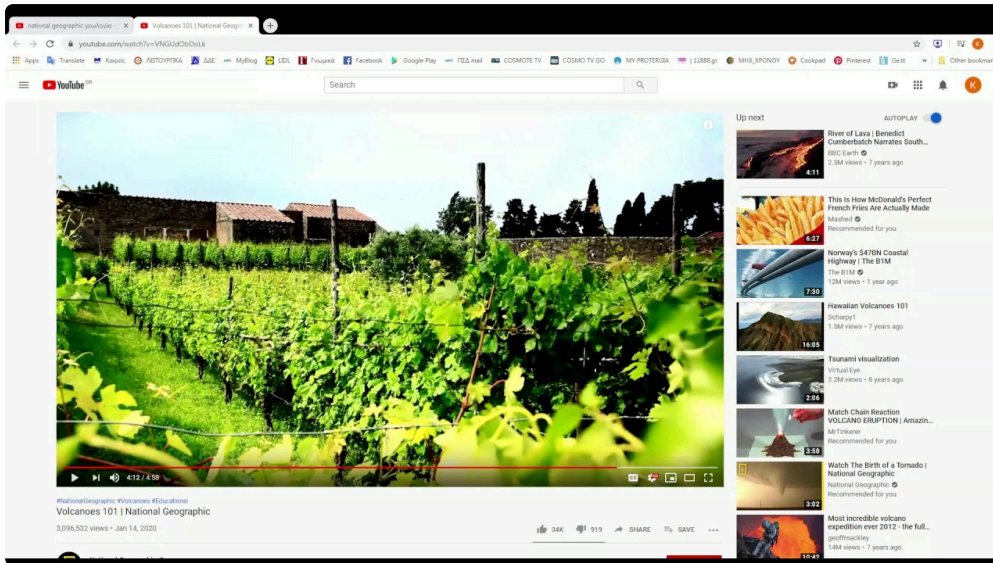 national geographic γεωλογία
Volcanoes 101 | National Geogr
youtube.com/watch?v=VNGUdObDoLk
Apps Translate Καιρός ΛΕΙΤΟΥΡΓΙΚΑ ΔΔΕ MyBlog LIDL Γνωμικά Facebook Google Play ΠΣΔ mail COSMOTE TV COSMO TV GO MY PROTERGIA | 11888.gr ΜΗΧ_ΧΡΟΝΟΥ Cookpad Pinterest Ge.tt » Other bookmar
YouTube GR
Search
K
Up next AUTOPLAY
River of Lava | Benedict
Cumberbatch Narrates South...
BBC Earth
2.3M views • 7 years ago
4:11
This Is How McDonald's Perfect
French Fries Are Actually Made
Mashed
Recommended for you
6:27
Norway's $47BN Coastal
Highway | The B1M
The B1M
12M views • 1 year ago
7:30
Hawaiian Volcanoes 101
Scharpy1
1.5M views • 7 years ago
16:05
Tsunami visualization
Virtual Eye
2.2M views • 8 years ago
2:06
Match Chain Reaction
VOLCANO ERUPTION | Amazin...
MrTinkerer
Recommended for you
3:58
Watch The Birth of a Tornado |
National Geographic
National Geographic
Recommended for you
3:02
Most incredible volcano
expedition ever 2012 - the full...
geoffmackley
14M views • 7 years ago
10:42
4:12 / 4:58
#NationalGeographic #Volcanoes #Educational
Volcanoes 101 | National Geographic
3,096,532 views • Jan 14, 2020
34K 919 SHARE SAVE